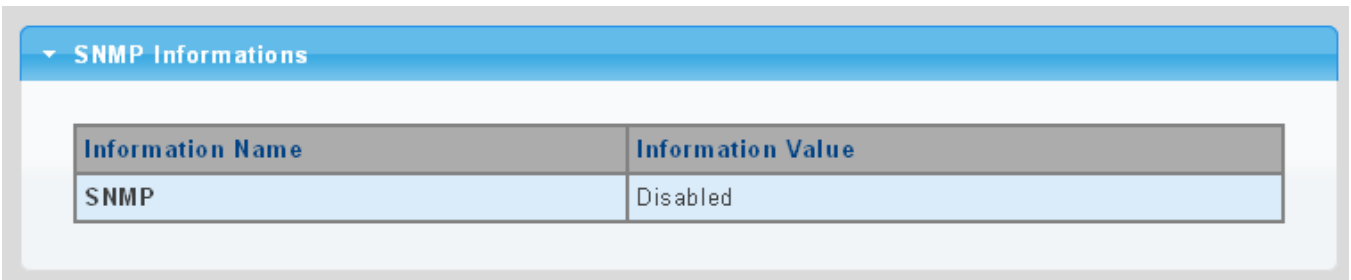 SNMP Informations
Information Name Information Value
SNMP Disabled